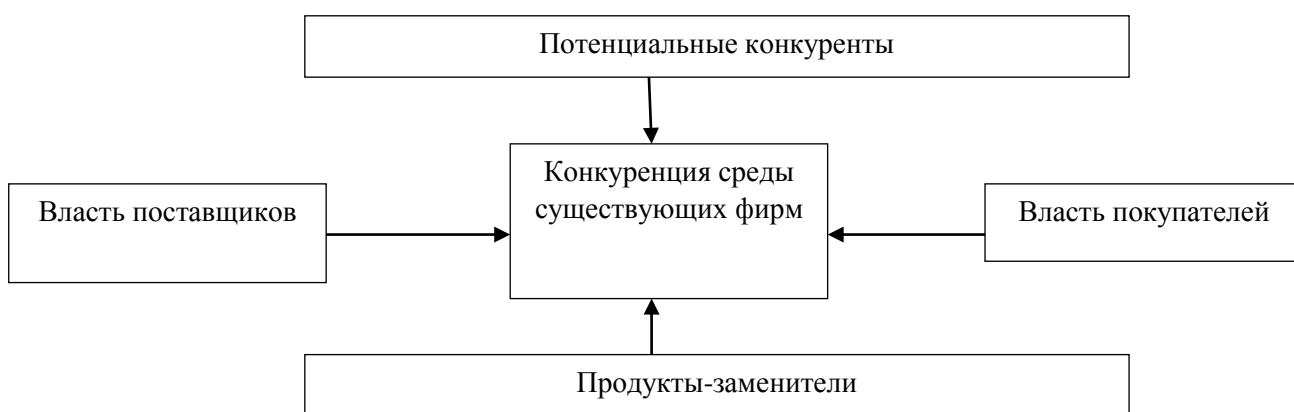 Потенциальные конкуренты
Конкуренция среды
существующих фирм
Власть поставщиков
Власть покупателей
Продукты-заменители